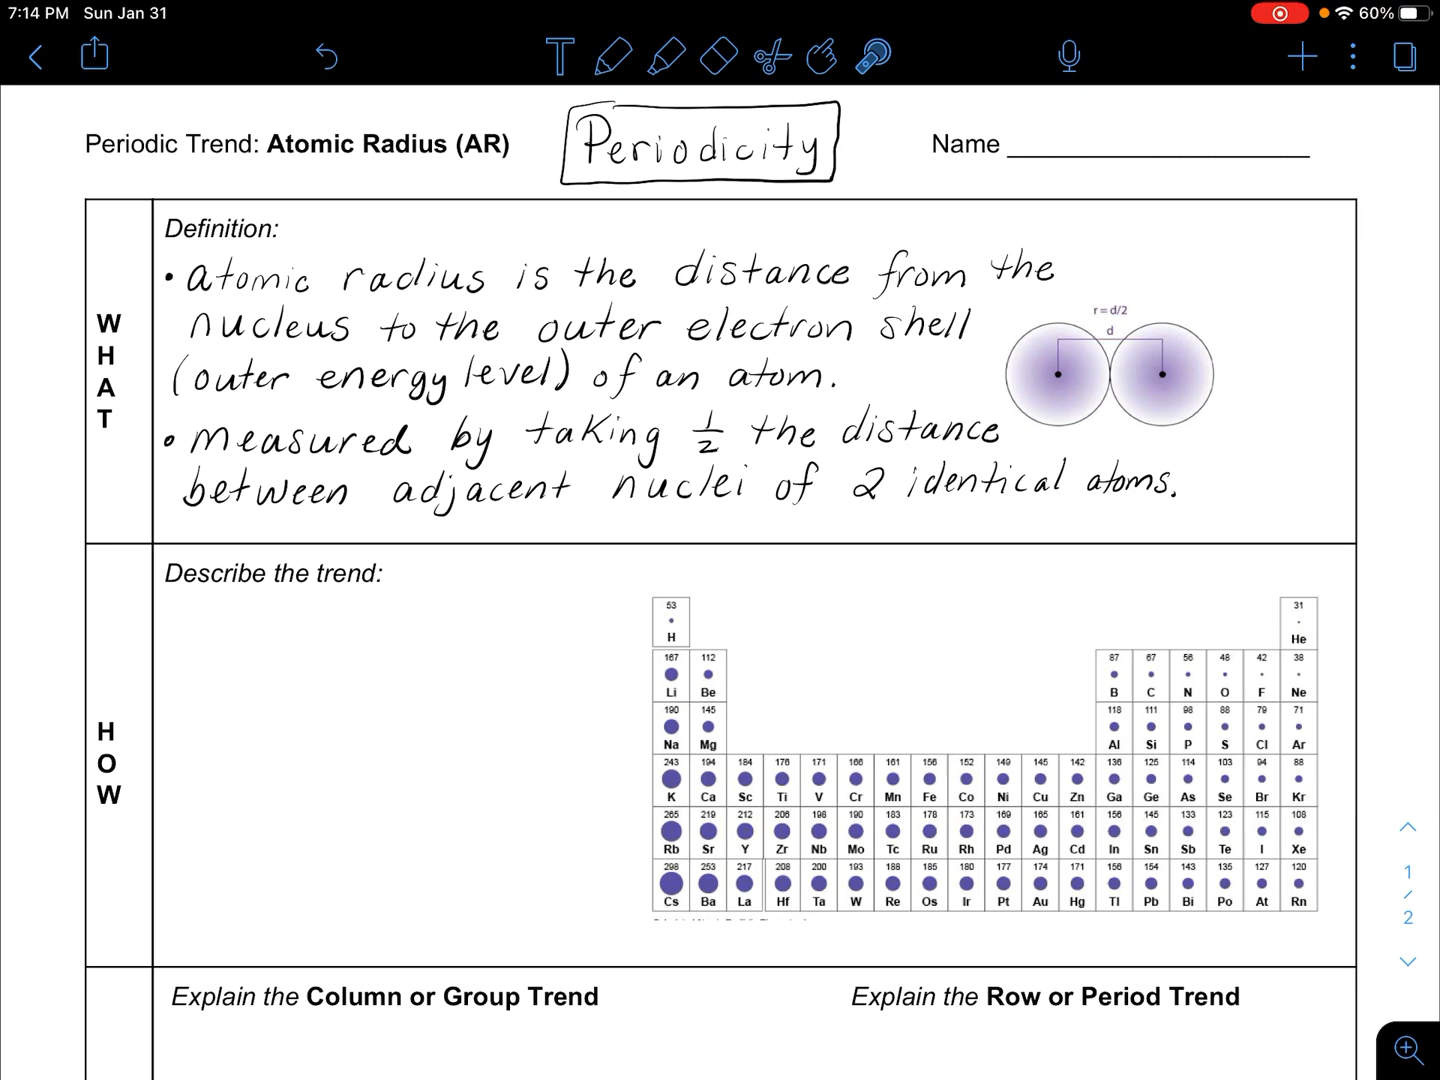 7:14 PM Sun Jan 31
60%
Periodic Trend: Atomic Radius (AR)
Periodicity
Name
WHAT
Definition:
• atomic radius is the distance from the
nucleus to the outer electron shell
(outer energy level) of an atom.
• measured by taking 1/2 the distance
between adjacent nuclei of 2 identical atoms.
r = d/2
d
HOW
Describe the trend:
53 31
H He
167 112 87 67 56 48 42 38
Li Be B C N O F Ne
190 145 118 111 98 88 79 71
Na Mg Al Si P S Cl Ar
243 194 184 176 171 166 161 156 152 149 145 142 136 125 114 103 94 88
K Ca Sc Ti V Cr Mn Fe Co Ni Cu Zn Ga Ge As Se Br Kr
265 219 212 206 198 190 183 178 173 169 165 161 156 145 133 123 115 108
Rb Sr Y Zr Nb Mo Tc Ru Rh Pd Ag Cd In Sn Sb Te I Xe
298 253 217 208 200 193 188 185 180 177 174 171 156 154 143 135 127 120
Cs Ba La Hf Ta W Re Os Ir Pt Au Hg Tl Pb Bi Po At Rn
1
/
2
Explain the Column or Group Trend
Explain the Row or Period Trend